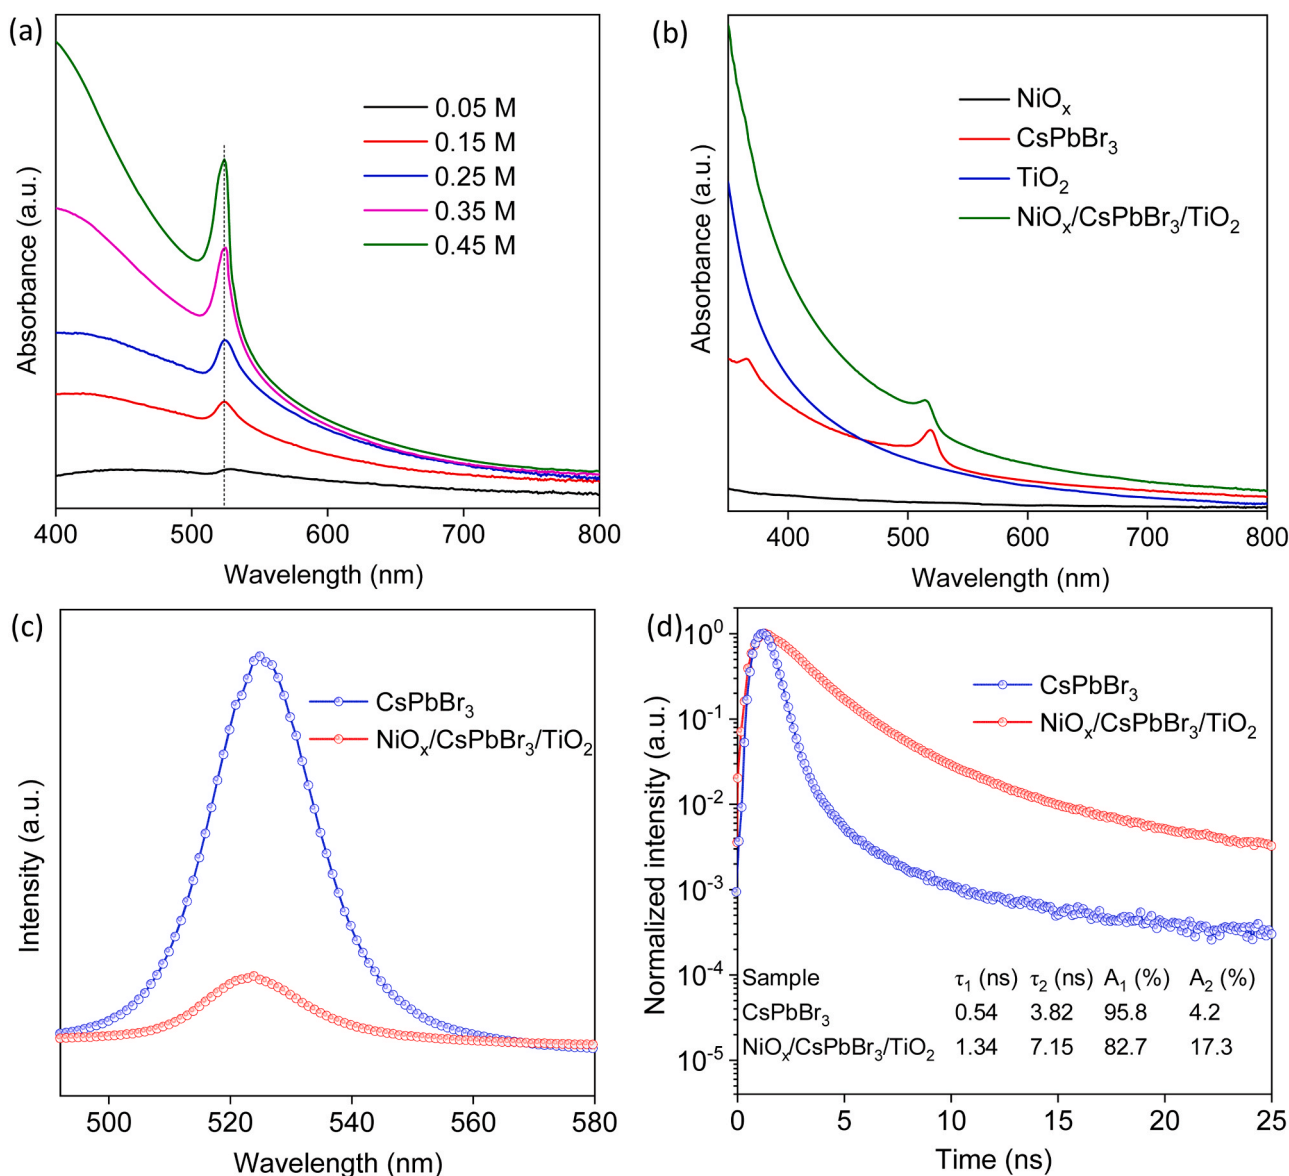 (a)
0.05 M
0.15 M
0.25 M
0.35 M
0.45 M
Absorbance (a.u.)
400 500 600 700 800
Wavelength (nm)
(b)
NiOx
CsPbBr3
TiO2
NiOx/CsPbBr3/TiO2
Absorbance (a.u.)
400 500 600 700 800
Wavelength (nm)
(c)
CsPbBr3
NiOx/CsPbBr3/TiO2
Intensity (a.u.)
500 520 540 560 580
Wavelength (nm)
(d)
10^0
10^-1
10^-2
10^-3
10^-4
10^-5
CsPbBr3
NiOx/CsPbBr3/TiO2
Normalized intensity (a.u.)
Sample τ1 (ns) τ2 (ns) A1 (%) A2 (%)
CsPbBr3 0.54 3.82 95.8 4.2
NiOx/CsPbBr3/TiO2 1.34 7.15 82.7 17.3
0 5 10 15 20 25
Time (ns)